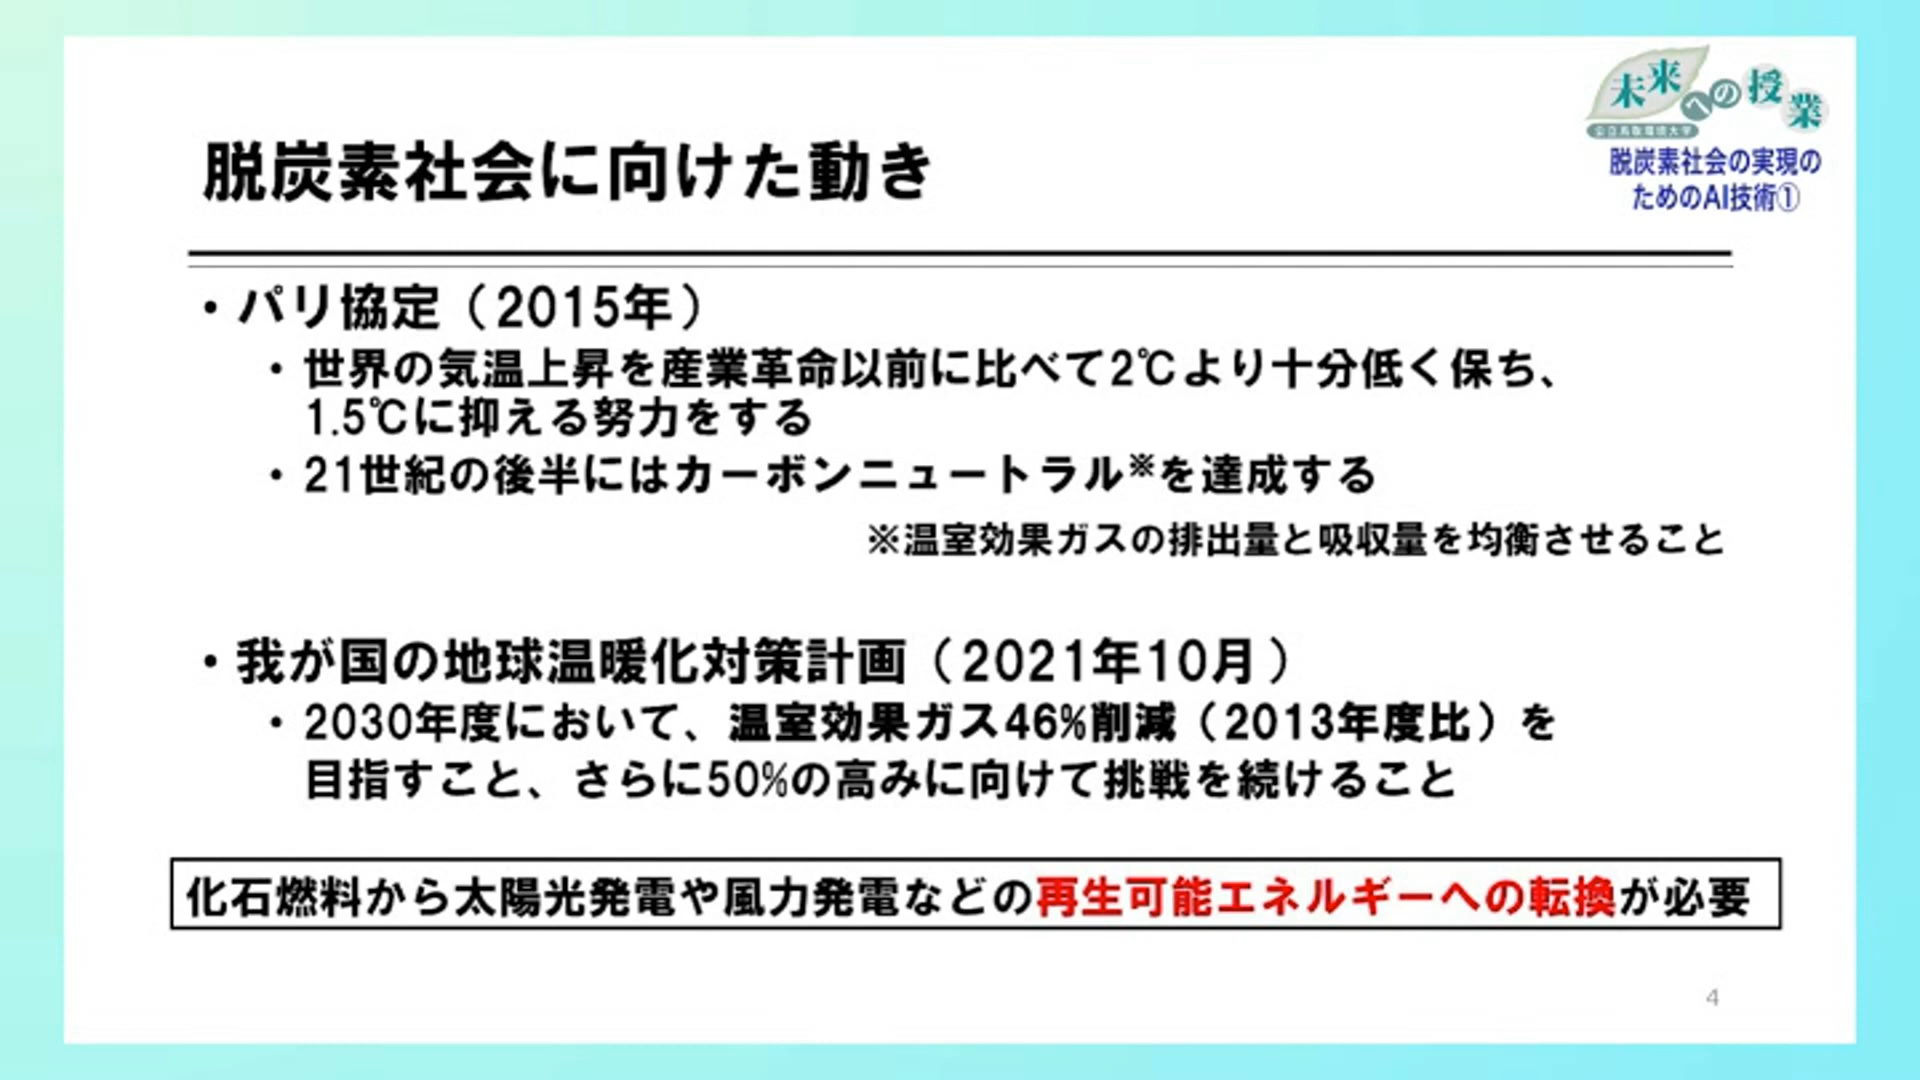 未来への授業
公立鳥取環境大学
脱炭素社会の実現の
ためのAI技術①
脱炭素社会に向けた動き
・パリ協定（2015年）
・世界の気温上昇を産業革命以前に比べて2℃より十分低く保ち、
1.5℃に抑える努力をする
・21世紀の後半にはカーボンニュートラル※を達成する
※温室効果ガスの排出量と吸収量を均衡させること
・我が国の地球温暖化対策計画（2021年10月）
・2030年度において、温室効果ガス46%削減（2013年度比）を
目指すこと、さらに50%の高みに向けて挑戦を続けること
化石燃料から太陽光発電や風力発電などの再生可能エネルギーへの転換が必要
4